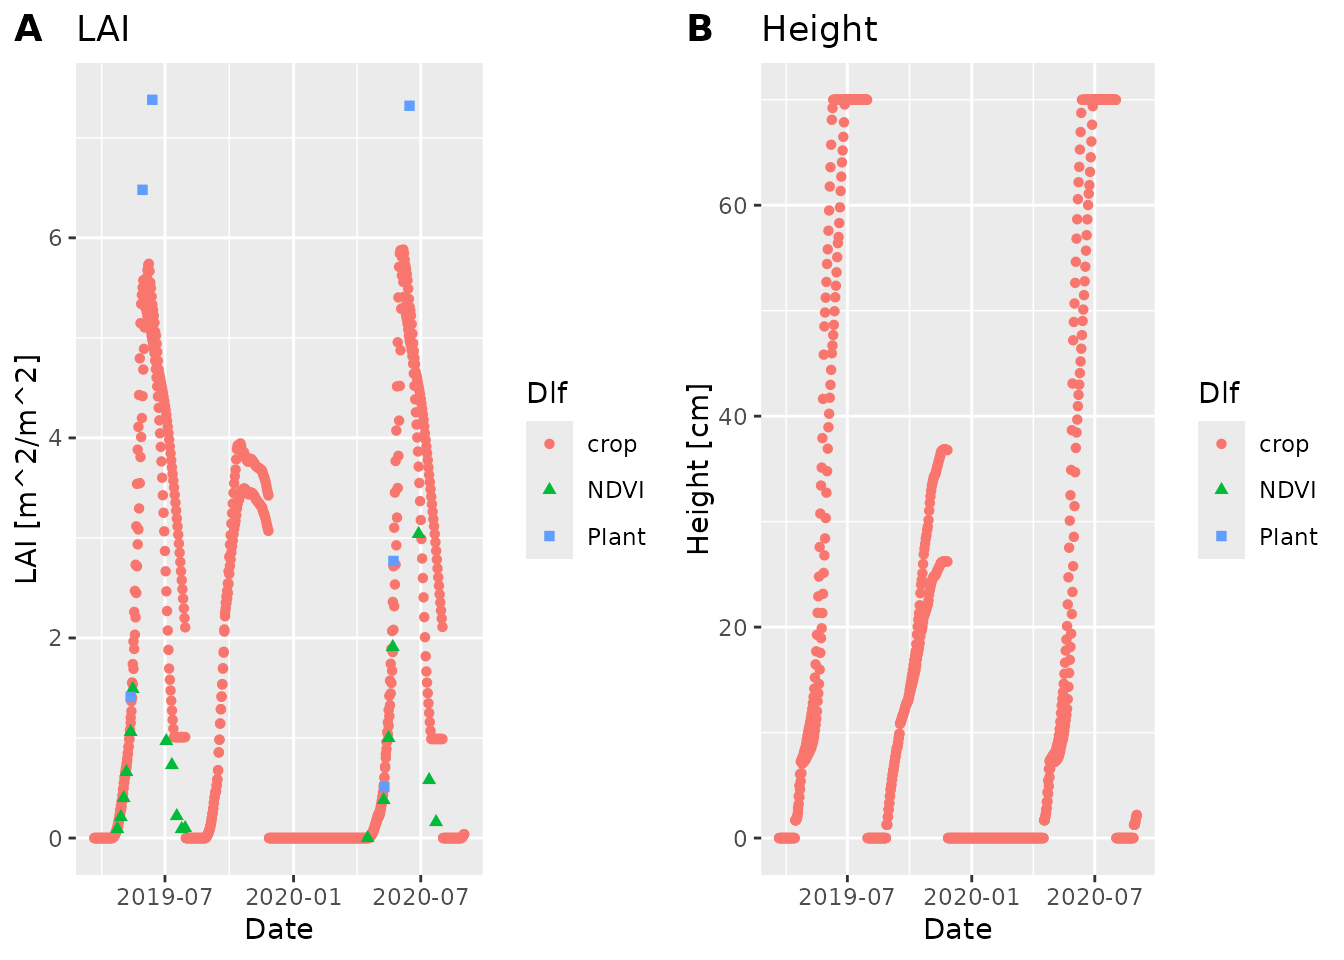 A LAI
LAI [m^2/m^2]
6
4
2
0
2019-07 2020-01 2020-07
Date
Dlf
crop
NDVI
Plant
B Height
Height [cm]
60
40
20
0
2019-07 2020-01 2020-07
Date
Dlf
crop
NDVI
Plant